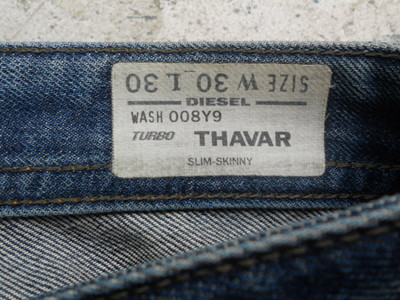 SIZE W 30 L 30
DIESEL
WASH 008Y9
TURBO THAVAR
SLIM-SKINNY